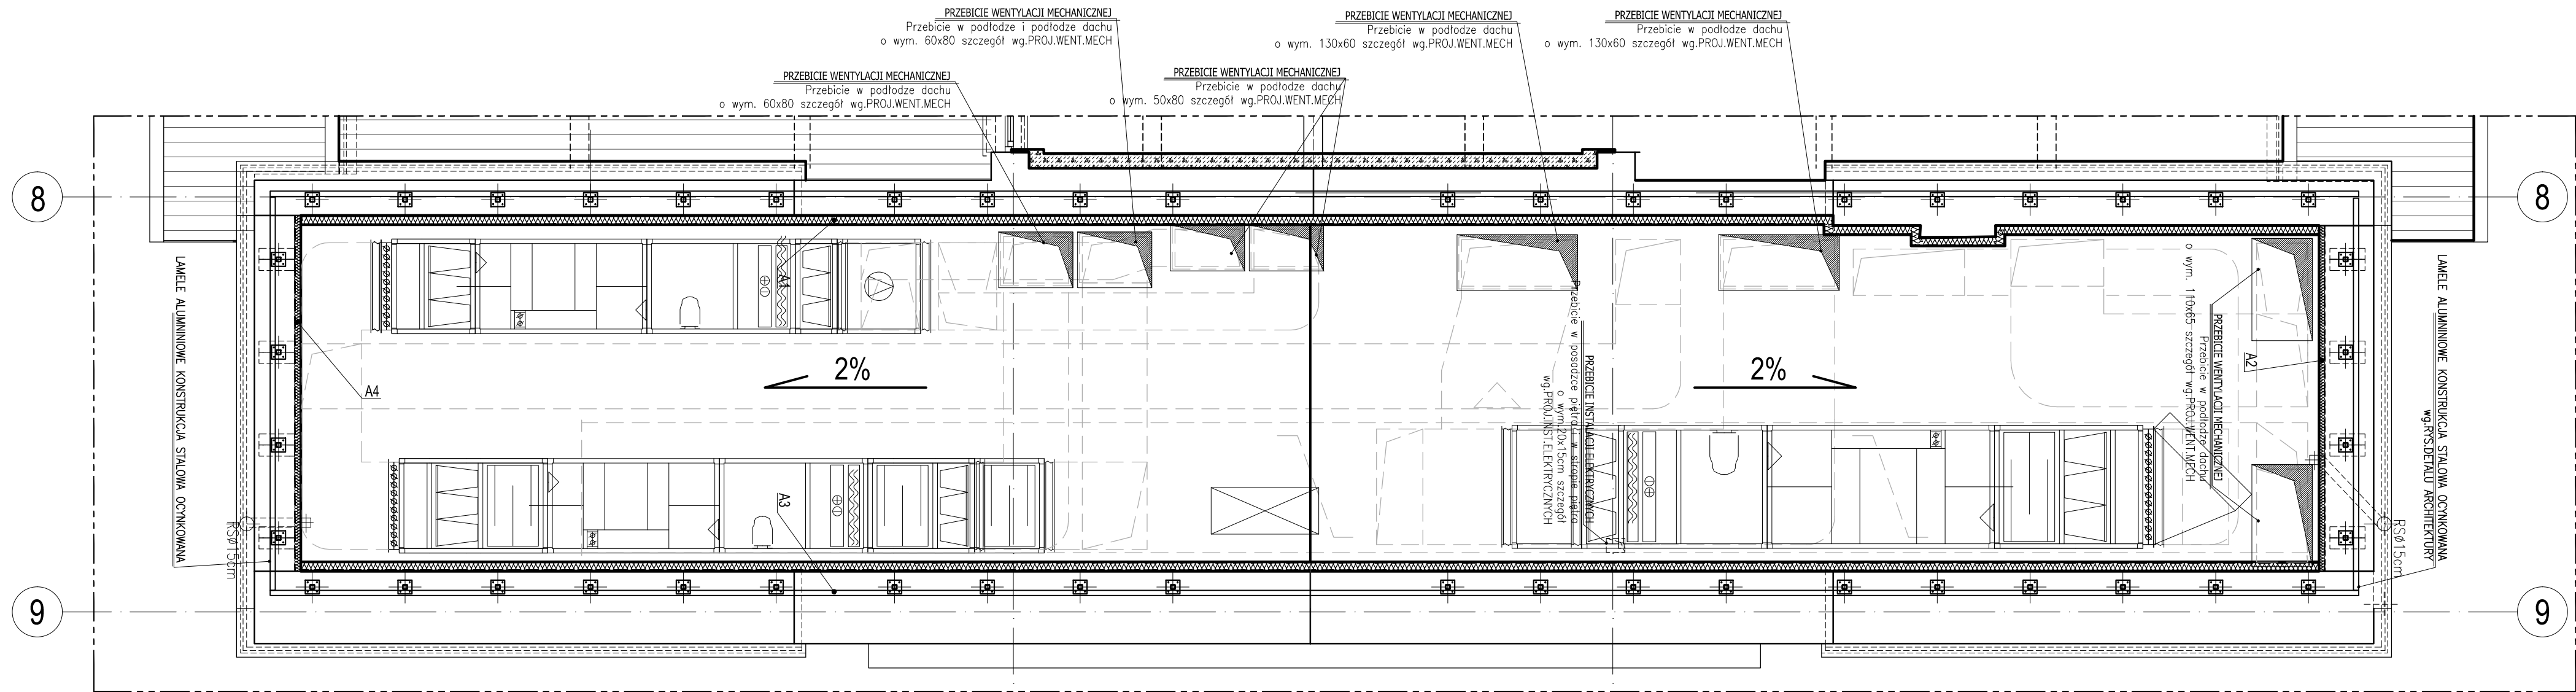 PRZEBICIE WENTYLACJI MECHANICZNEJ
Przebicie w podłodze i podłodze dachu
o wym. 60x80 szczegół wg.PROJ.WENT.MECH
PRZEBICIE WENTYLACJI MECHANICZNEJ
Przebicie w podłodze dachu
o wym. 130x60 szczegół wg.PROJ.WENT.MECH
PRZEBICIE WENTYLACJI MECHANICZNEJ
Przebicie w podłodze dachu
o wym. 130x60 szczegół wg.PROJ.WENT.MECH
PRZEBICIE WENTYLACJI MECHANICZNEJ
Przebicie w podłodze dachu
o wym. 60x80 szczegół wg.PROJ.WENT.MECH
PRZEBICIE WENTYLACJI MECHANICZNEJ
Przebicie w podłodze dachu
o wym. 50x80 szczegół wg.PROJ.WENT.MECH
8
8
LAMELE ALUMNINIOWE KONSTRUKCJA STALOWA OCYNKOWANA
A1
A4
2%
A3
PRZEBICIE INSTALACJI ELEKTRYCZNYCH
Przebicie w posadzce piętra i w stropie piętra
o wym.20x15cm szczegół
wg.PROJ.INST.ELEKTRYCZNYCH
2%
PRZEBICIE WENTYLACJI MECHANICZNEJ
Przebicie w podłodze dachu
o wym. 110x65 szczegół wg.PROJ.WENT.MECH
A2
LAMELE ALUMNINIOWE KONSTRUKCJA STALOWA OCYNKOWANA
wg.RYS.DETALU ARCHITEKTURY
RSØ15cm
RSØ15cm
9
9